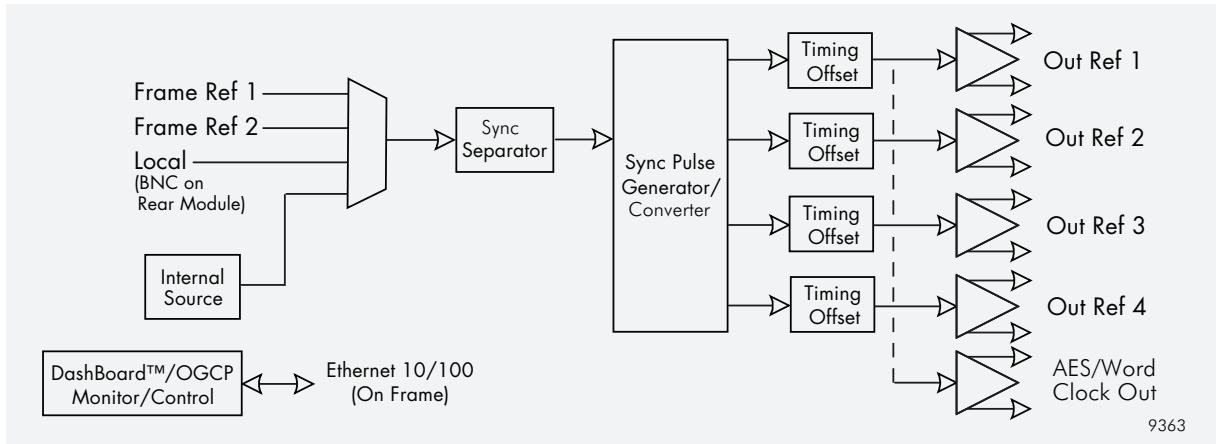 Frame Ref 1
Frame Ref 2
Local
(BNC on
Rear Module)
Internal
Source
DashBoard™/OGCP
Monitor/Control
Ethernet 10/100
(On Frame)
Sync
Separator
Sync Pulse
Generator/
Converter
Timing
Offset
Timing
Offset
Timing
Offset
Timing
Offset
Out Ref 1
Out Ref 2
Out Ref 3
Out Ref 4
AES/Word
Clock Out
9363